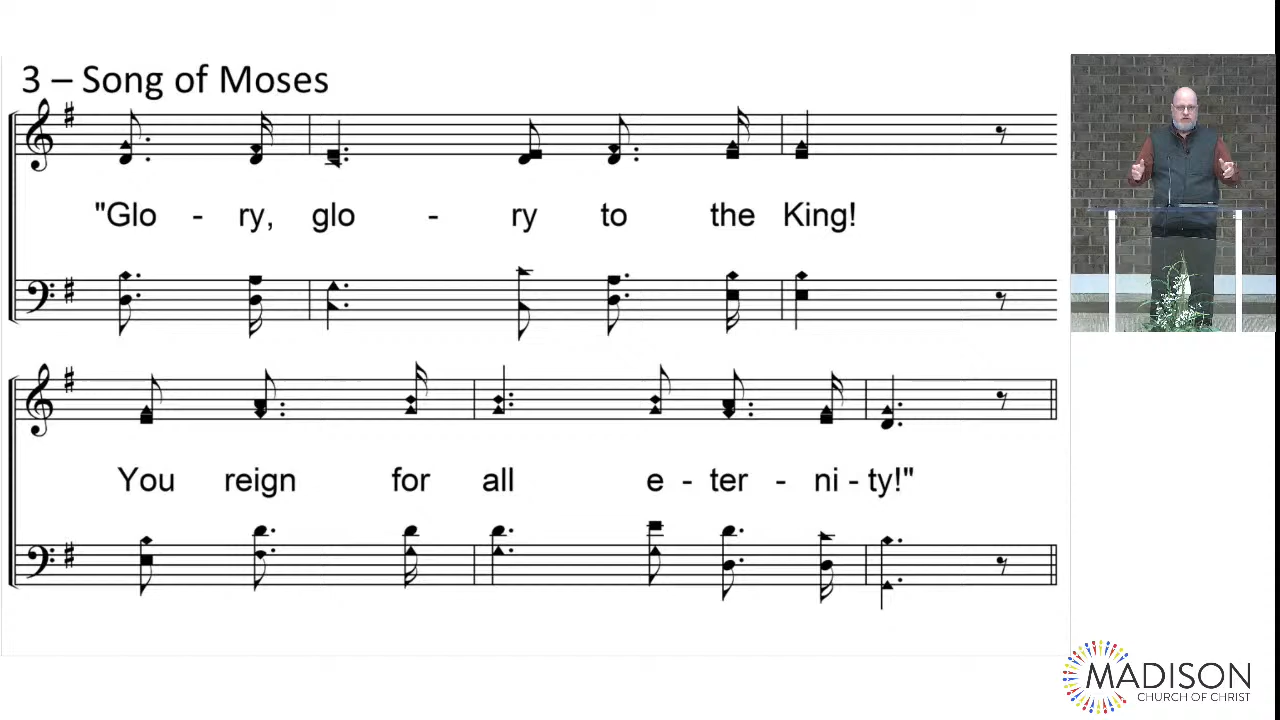 3 – Song of Moses
"Glo - ry, glo - ry to the King!
You reign for all e - ter - ni - ty!"
MADISON
CHURCH OF CHRIST